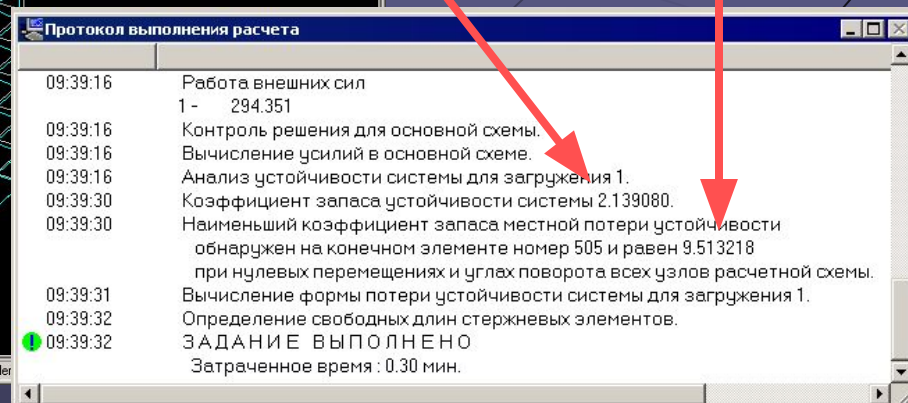 Протокол выполнения расчета
09:39:16 Работа внешних сил
1 - 294.351
09:39:16 Контроль решения для основной схемы.
09:39:16 Вычисление усилий в основной схеме.
09:39:16 Анализ устойчивости системы для загружения 1.
09:39:30 Коэффициент запаса устойчивости системы 2.139080.
09:39:30 Наименьший коэффициент запаса местной потери устойчивости
обнаружен на конечном элементе номер 505 и равен 9.513218
при нулевых перемещениях и углах поворота всех узлов расчетной схемы.
09:39:31 Вычисление формы потери устойчивости системы для загружения 1.
09:39:32 Определение свободных длин стержневых элементов.
09:39:32 З А Д А Н И Е В Ы П О Л Н Е Н О
Затраченное время : 0.30 мин.